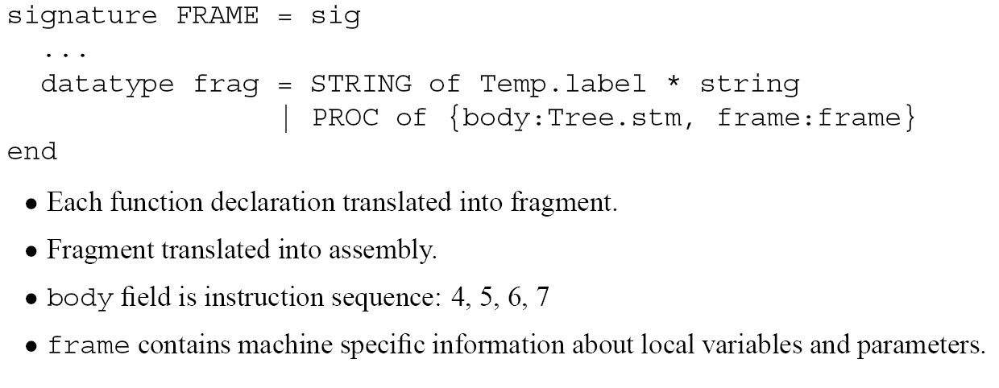 signature FRAME = sig
...
datatype frag = STRING of Temp.label * string
| PROC of {body:Tree.stm, frame:frame}
end
• Each function declaration translated into fragment.
• Fragment translated into assembly.
• body field is instruction sequence: 4, 5, 6, 7
• frame contains machine specific information about local variables and parameters.